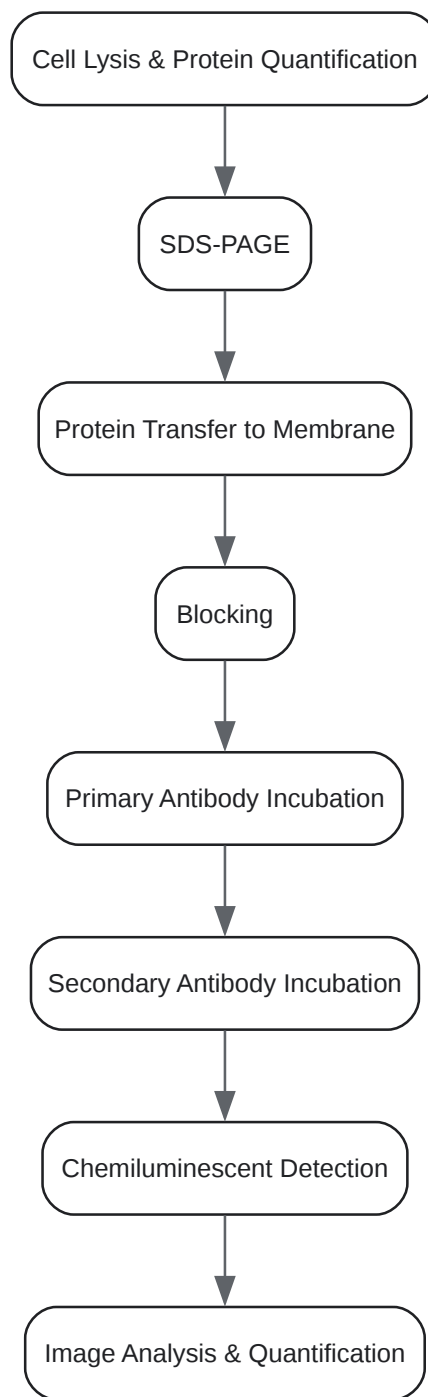 Cell Lysis & Protein Quantification
SDS-PAGE
Protein Transfer to Membrane
Blocking
Primary Antibody Incubation
Secondary Antibody Incubation
Chemiluminescent Detection
Image Analysis & Quantification